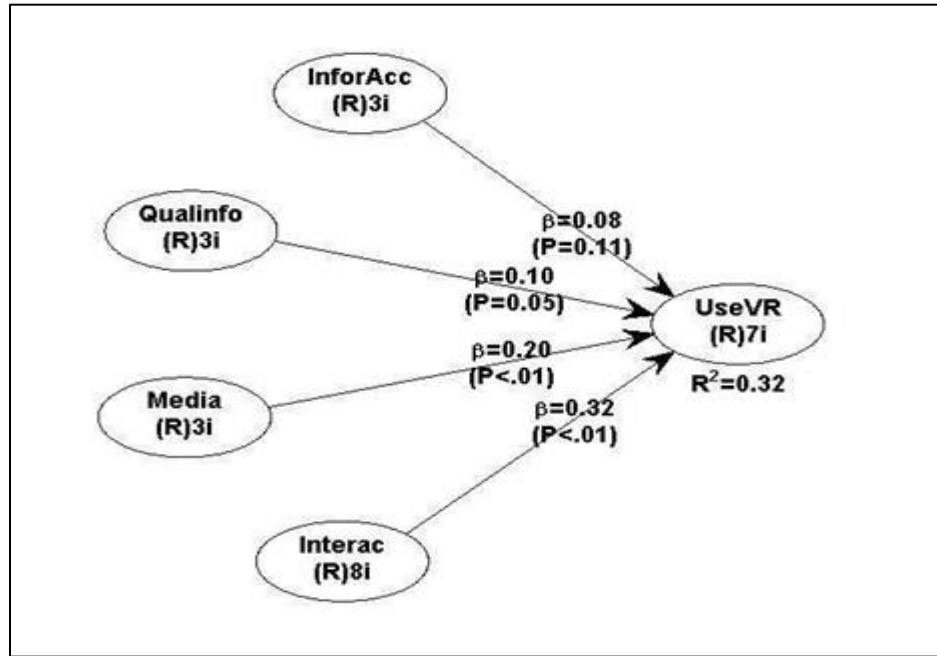 InforAcc
(R)3i
β=0.08
(P=0.11)
Qualinfo
(R)3i
β=0.10
(P=0.05)
UseVR
(R)7i
R²=0.32
β=0.20
(P<.01)
Media
(R)3i
β=0.32
(P<.01)
Interac
(R)8i